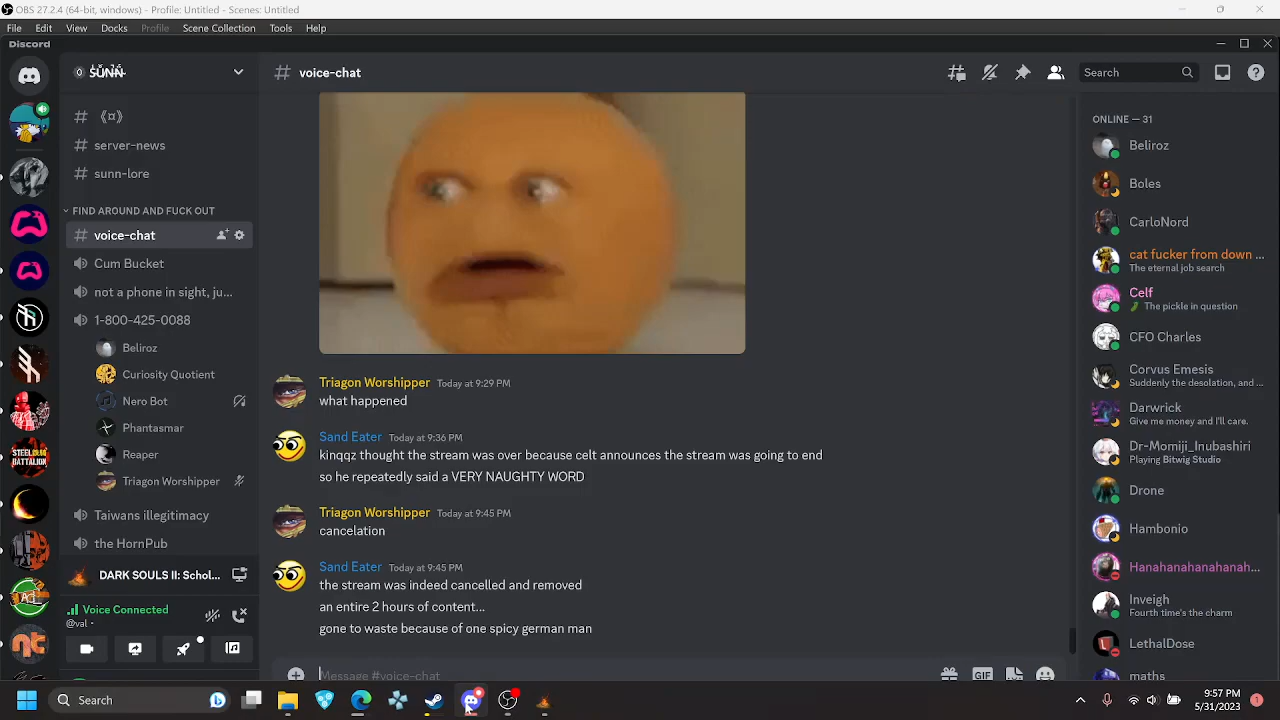 OBS 27.2.4 (64-bit, windows) - Profile: Untitled - Scenes: Untitled
File Edit View Docks Profile Scene Collection Tools Help
Discord
SŪNN
voice-chat
Search
server-news
sunn-lore
FIND AROUND AND FUCK OUT
voice-chat
Cum Bucket
not a phone in sight, ju...
1-800-425-0088
Beliroz
Curiosity Quotient
Nero Bot
Phantasmar
Reaper
Triagon Worshipper
Taiwans illegitimacy
the HornPub
DARK SOULS II: Schol...
Voice Connected
@val -
Triagon Worshipper Today at 9:29 PM
what happened
Sand Eater Today at 9:36 PM
kinqqz thought the stream was over because celt announces the stream was going to end
so he repeatedly said a VERY NAUGHTY WORD
Triagon Worshipper Today at 9:45 PM
cancelation
Sand Eater Today at 9:45 PM
the stream was indeed cancelled and removed
an entire 2 hours of content...
gone to waste because of one spicy german man
Message #voice-chat
GIF
ONLINE — 31
Beliroz
Boles
CarloNord
cat fucker from down ...
The eternal job search
Celf
The pickle in question
CFO Charles
Corvus Emesis
Suddenly the desolation, and ...
Darwrick
Give me money and I'll care.
Dr-Momiji_Inubashiri
Playing Bitwig Studio
Drone
Hambonio
Hanahanahanahanah...
Inveigh
Fourth time's the charm
LethalDose
maths
STEEL
BATTALION
Search
9:57 PM
5/31/2023
1